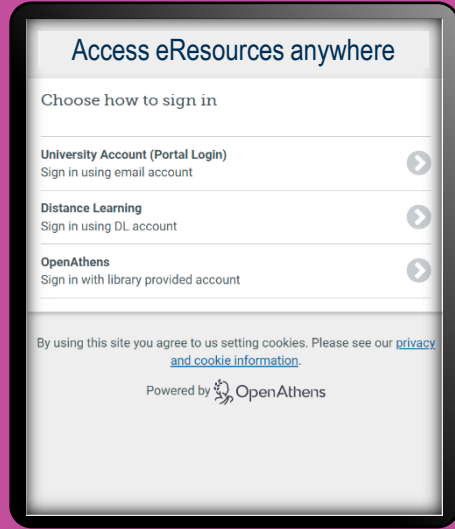 Access eResources anywhere
Choose how to sign in
University Account (Portal Login)
Sign in using email account
Distance Learning
Sign in using DL account
OpenAthens
Sign in with library provided account
By using this site you agree to us setting cookies. Please see our privacy
and cookie information.
Powered by OpenAthens